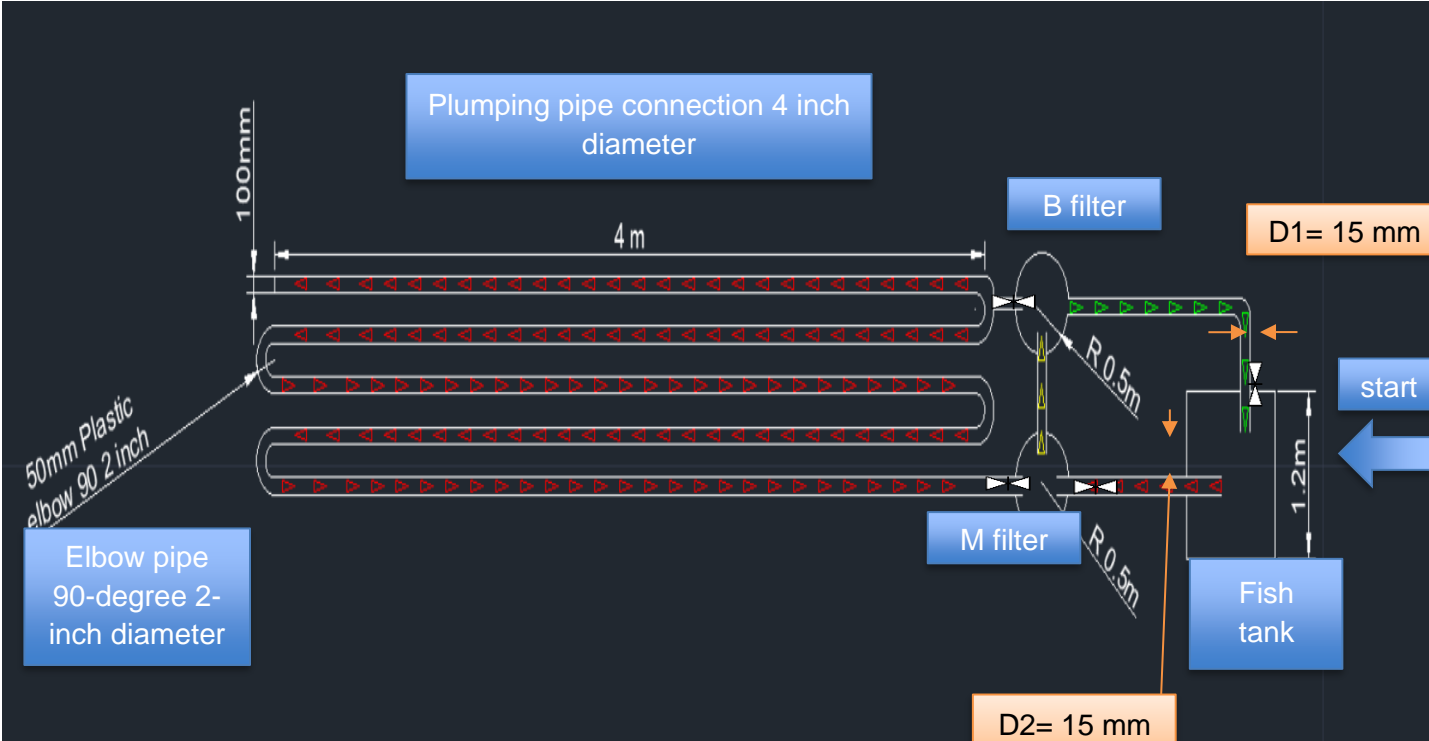 Plumping pipe connection 4 inch
diameter
100mm
4 m
B filter
D1= 15 mm
R 0.5m
start
50mm Plastic
elbow 90 2 inch
1.2m
M filter
R 0.5m
Elbow pipe
90-degree 2-
inch diameter
Fish
tank
D2= 15 mm